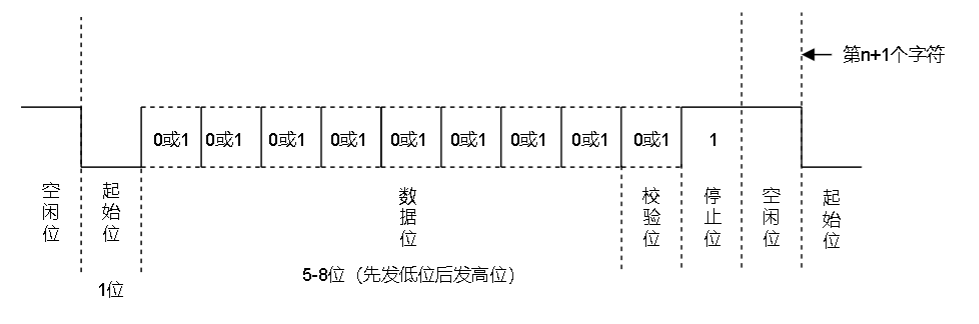 第n+1个字符
0或1 0或1 0或1 0或1 0或1 0或1 0或1 0或1 0或1 1
空闲位
起始位
数据位
校验位
停止位
空闲位
起始位
5-8位（先发低位后发高位）
1位